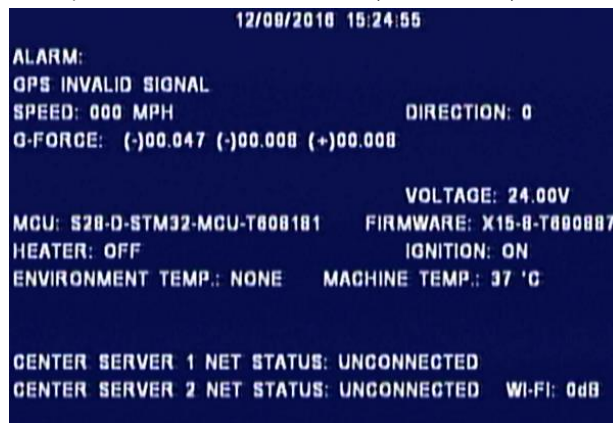 12/09/2016 15:24:55
ALARM:
GPS INVALID SIGNAL
SPEED: 000 MPH DIRECTION: 0
G-FORCE: (-)00.047 (-)00.008 (+)00.008
VOLTAGE: 24.00V
MCU: S28-D-STM32-MCU-T608181 FIRMWARE: X15-8-T690887
HEATER: OFF IGNITION: ON
ENVIRONMENT TEMP.: NONE MACHINE TEMP.: 37 'C
CENTER SERVER 1 NET STATUS: UNCONNECTED
CENTER SERVER 2 NET STATUS: UNCONNECTED WI-FI: 0dB